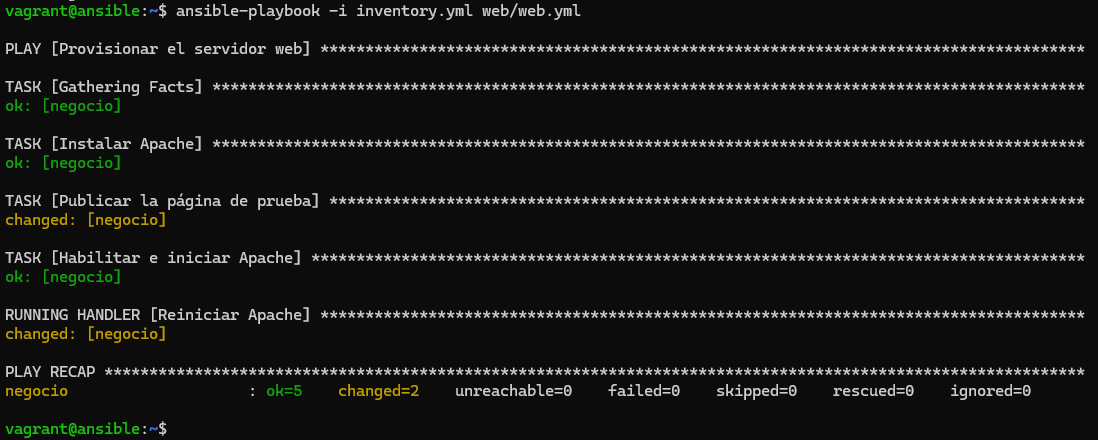 vagrant@ansible:~$ ansible-playbook -i inventory.yml web/web.yml
PLAY [Provisionar el servidor web] *************************************************************************************
TASK [Gathering Facts] *************************************************************************************************
ok: [negocio]
TASK [Instalar Apache] *************************************************************************************************
ok: [negocio]
TASK [Publicar la página de prueba] ************************************************************************************
changed: [negocio]
TASK [Habilitar e iniciar Apache] **************************************************************************************
ok: [negocio]
RUNNING HANDLER [Reiniciar Apache] *************************************************************************************
changed: [negocio]
PLAY RECAP *************************************************************************************************************
negocio                    : ok=5    changed=2    unreachable=0    failed=0    skipped=0    rescued=0    ignored=0
vagrant@ansible:~$